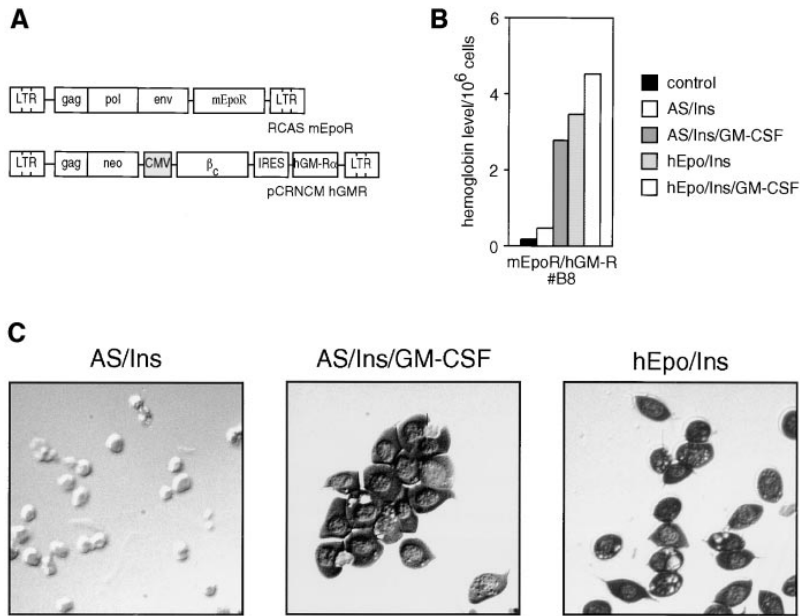 A
LTR gag pol env mEpoR LTR
RCAS mEpoR
LTR gag neo CMV βc IRES hGM-Rα LTR
pCRNCM hGMR
B
hemoglobin level/10⁶ cells
6
4
2
0
mEpoR/hGM-R
#B8
control
AS/Ins
AS/Ins/GM-CSF
hEpo/Ins
hEpo/Ins/GM-CSF
C
AS/Ins
AS/Ins/GM-CSF
hEpo/Ins